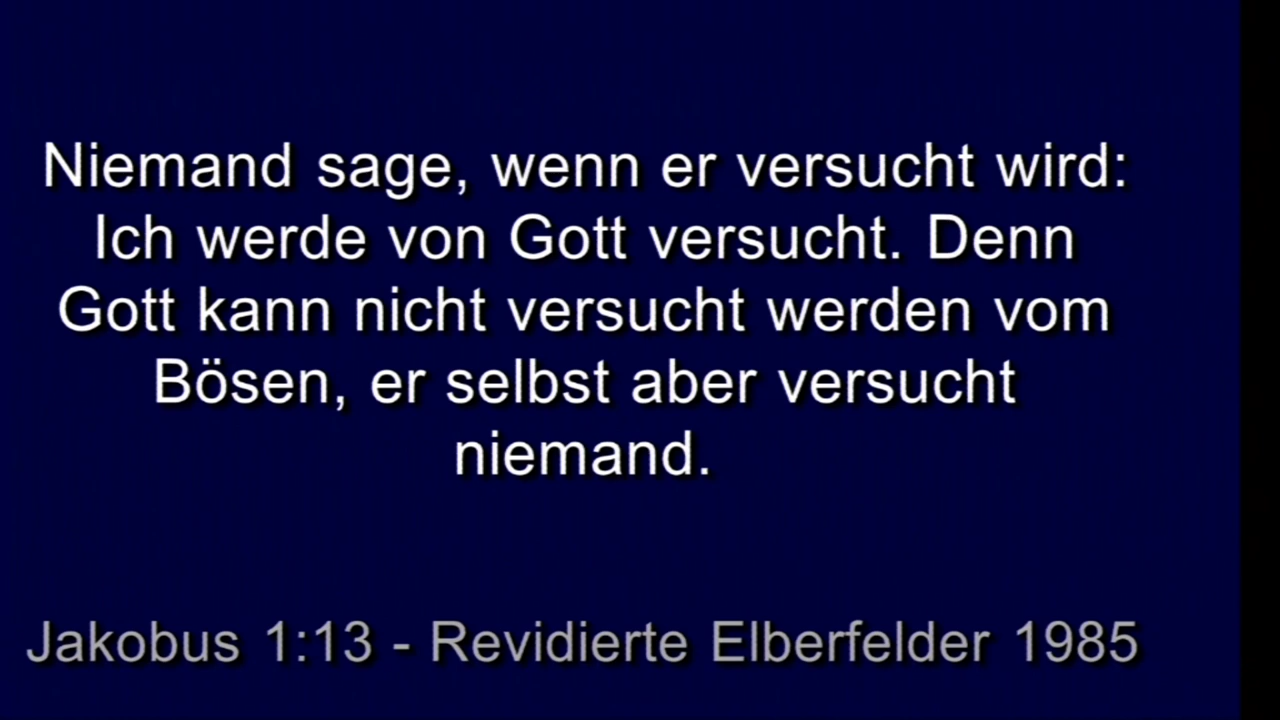 Niemand sage, wenn er versucht wird:
Ich werde von Gott versucht. Denn
Gott kann nicht versucht werden vom
Bösen, er selbst aber versucht
niemand.
Jakobus 1:13 - Revidierte Elberfelder 1985